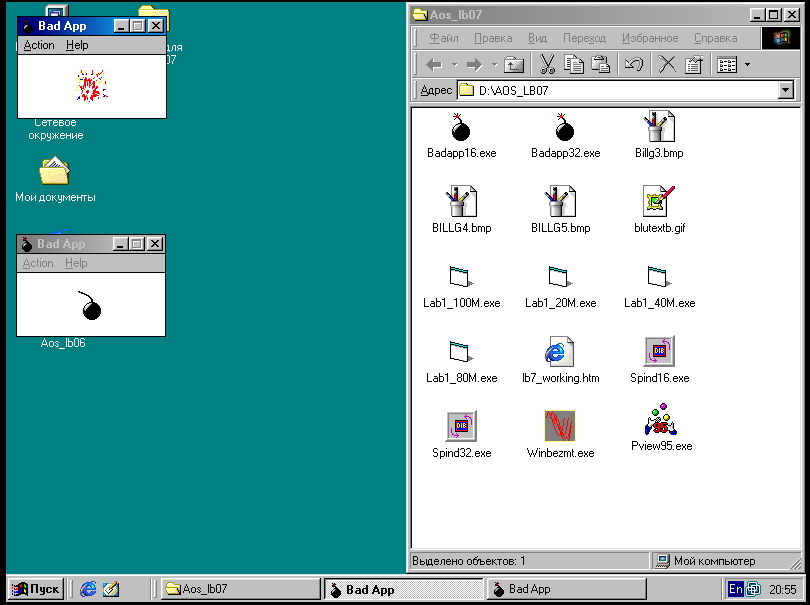 Bad App
Action Help
для
07
Сетевое
окружение
Мои документы
Bad App
Action Help
Aos_lb06
Aos_lb07
Файл Правка Вид Переход Избранное Справка
Адрес D:\AOS_LB07
Badapp16.exe Badapp32.exe Billg3.bmp
BILLG4.bmp BILLG5.bmp blutextb.gif
Lab1_100M.exe Lab1_20M.exe Lab1_40M.exe
Lab1_80M.exe lb7_working.htm Spind16.exe
DIB
Spind32.exe Winbezmt.exe Pview95.exe
DIB 95
Выделено объектов: 1 Мой компьютер
Пуск Aos_lb07 Bad App Bad App En 20:55